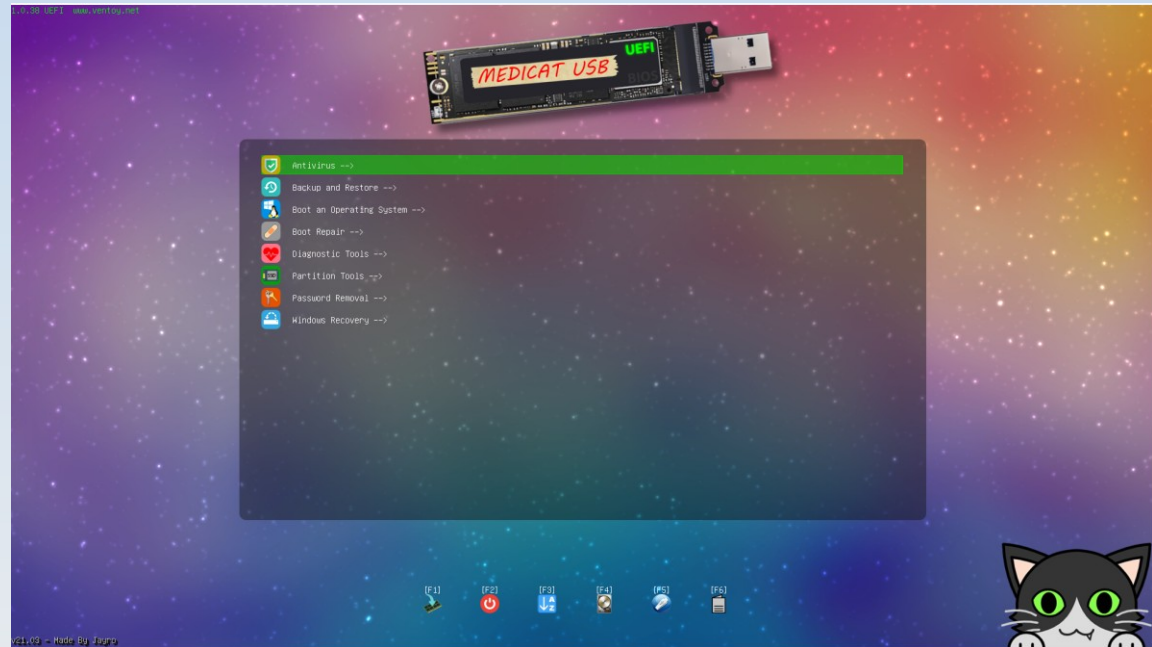 1.0.38 UEFI www.ventoy.net
UEFI
MEDICAT USB
BIOS
Antivirus -->
Backup and Restore -->
Boot an Operating System -->
Boot Repair -->
Diagnostic Tools -->
Partition Tools -->
Password Removal -->
Windows Recovery -->
[F1] [F2] [F3] [F4] [F5] [F6]
A
Z
v21.03 - Made By Jayro